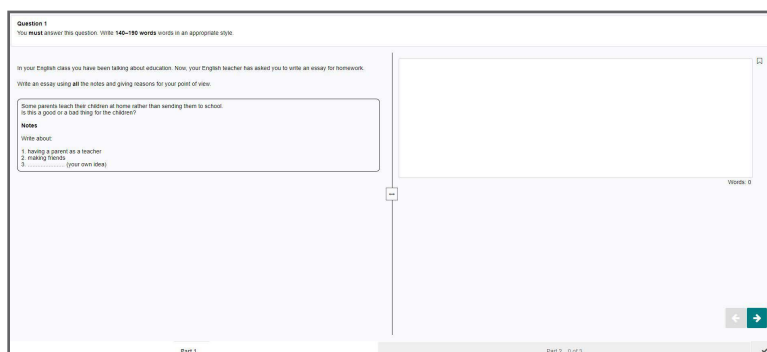 Question 1
You must answer this question. Write 140–190 words words in an appropriate style.
In your English class you have been talking about education. Now, your English teacher has asked you to write an essay for homework.
Write an essay using all the notes and giving reasons for your point of view.
Some parents teach their children at home rather than sending them to school.
Is this a good or a bad thing for the children?
Notes
Write about:
1. having a parent as a teacher
2. making friends
3. ........................ (your own idea)
Words: 0
Part 1
Part 2 0 of 3